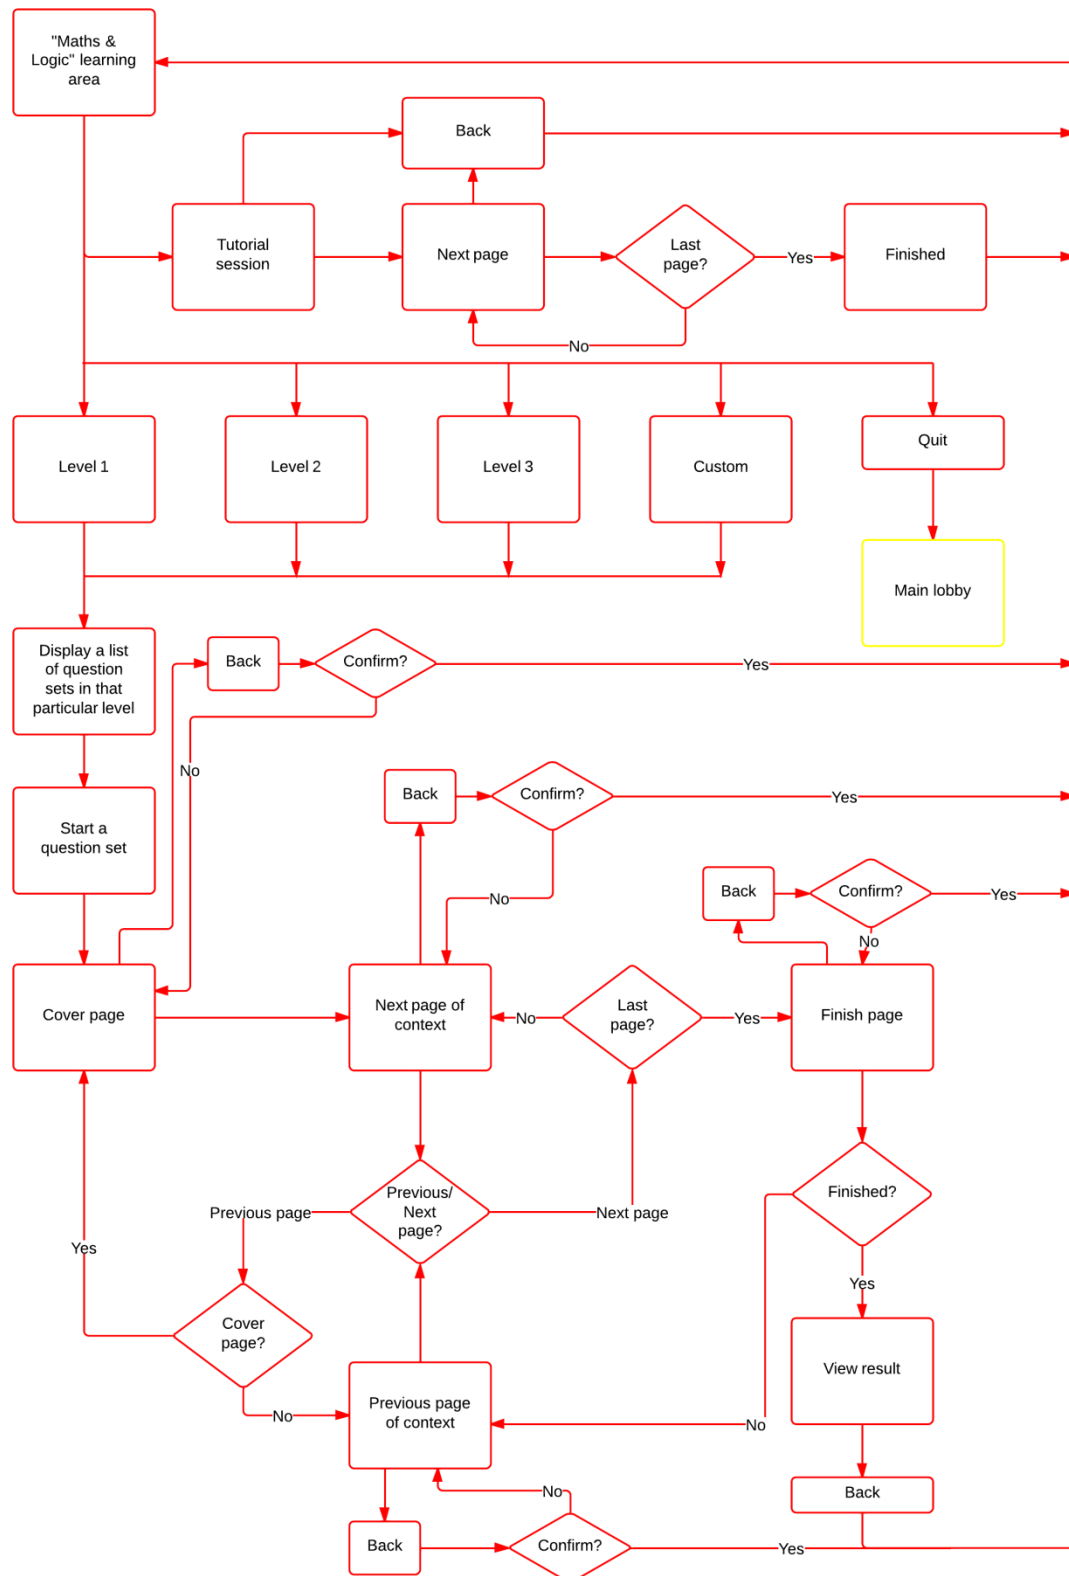 "Maths &
Logic" learning
area
Back
Tutorial
session
Next page
Last
page?
Yes
Finished
No
Level 1
Level 2
Level 3
Custom
Quit
Main lobby
Display a list
of question
sets in that
particular level
Back
Confirm?
Yes
No
Start a
question set
Back
Confirm?
Yes
No
Back
Confirm?
Yes
No
Cover page
Next page of
context
No
Last
page?
Yes
Finish page
Previous page
Previous/
Next
page?
Next page
Finished?
Yes
Yes
Cover
page?
No
Previous page
of context
No
View result
Back
No
Back
Confirm?
Yes